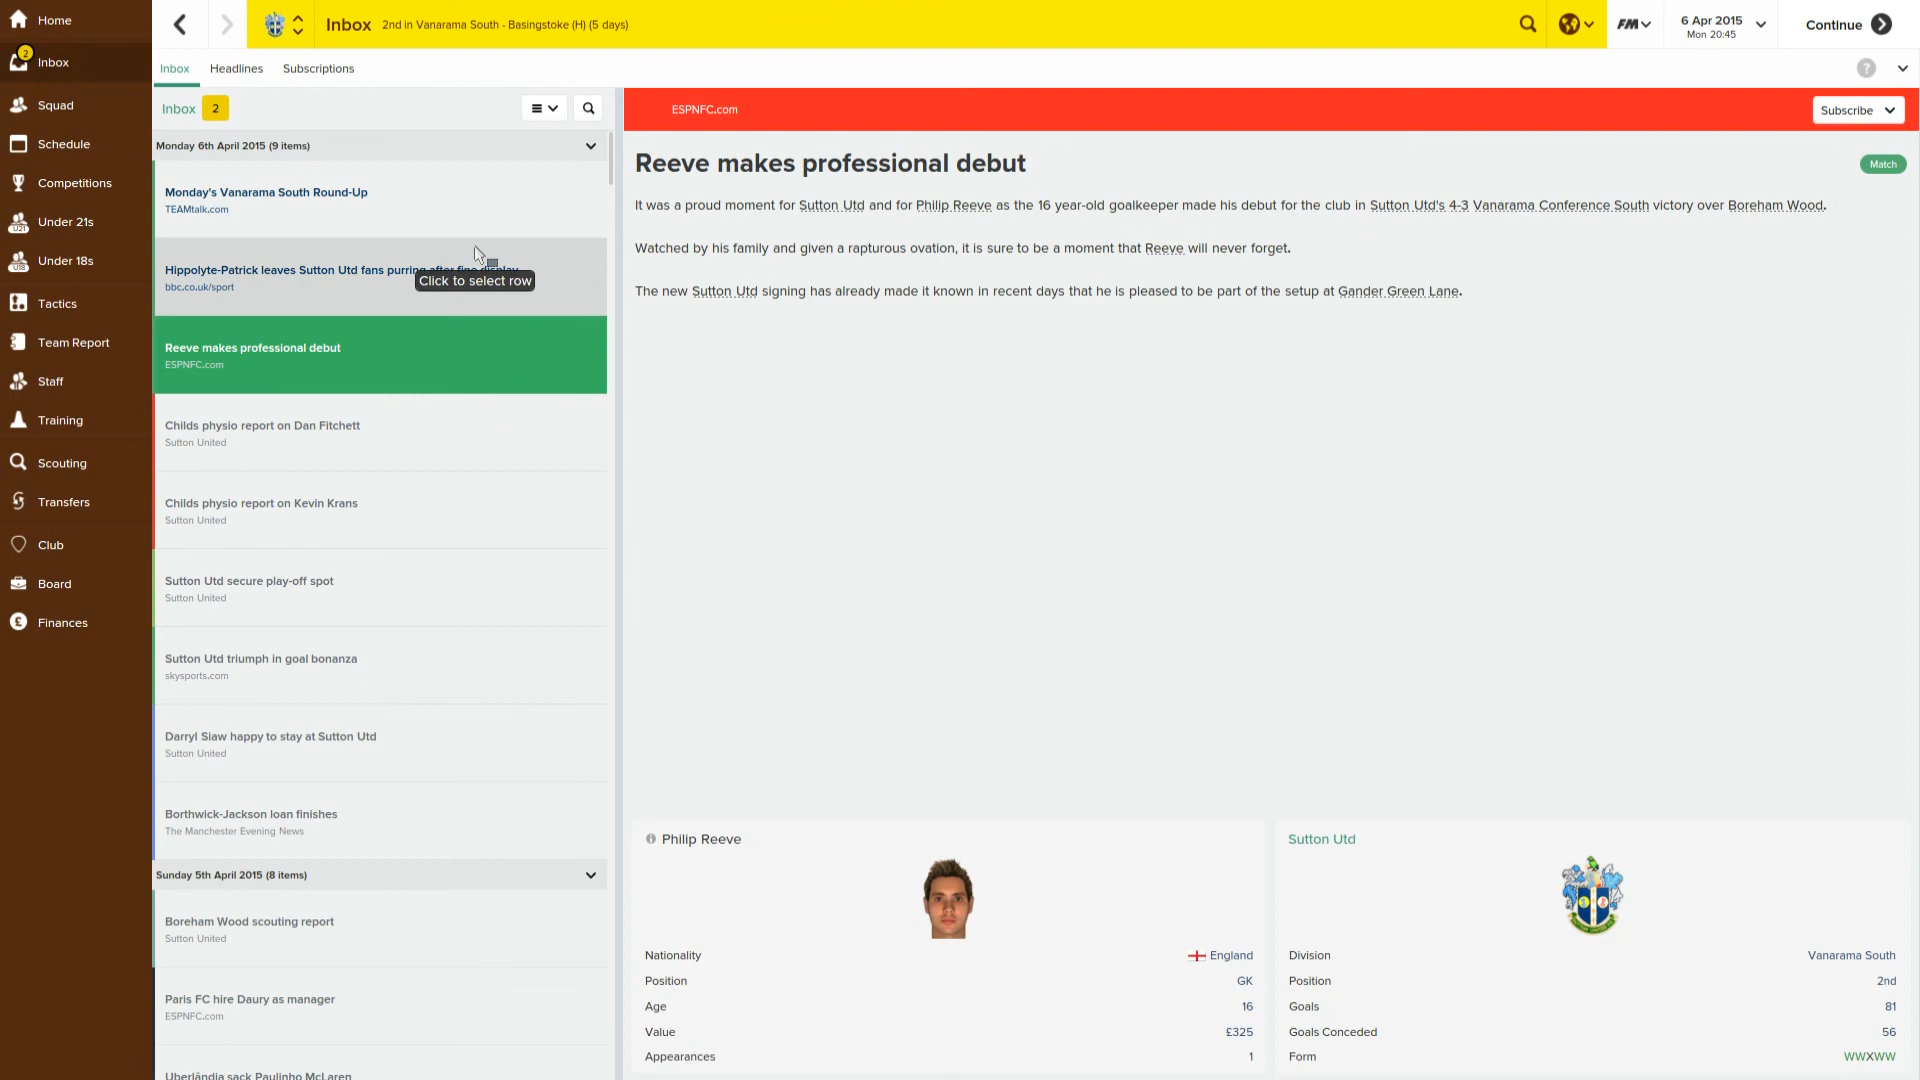 Home
2
Inbox
Squad
Schedule
Competitions
U21
Under 21s
U18
Under 18s
Tactics
Team Report
Staff
Training
Scouting
Transfers
Club
Board
£
Finances
Inbox 2nd in Vanarama South - Basingstoke (H) (5 days)
FM
6 Apr 2015
Mon 20:45
Continue
Inbox Headlines Subscriptions
?
Inbox 2
Monday 6th April 2015 (9 items)
Monday's Vanarama South Round-Up
TEAMtalk.com
Hippolyte-Patrick leaves Sutton Utd fans purring after fine display
bbc.co.uk/sport
Click to select row
Reeve makes professional debut
ESPNFC.com
Childs physio report on Dan Fitchett
Sutton United
Childs physio report on Kevin Krans
Sutton United
Sutton Utd secure play-off spot
Sutton United
Sutton Utd triumph in goal bonanza
skysports.com
Darryl Siaw happy to stay at Sutton Utd
Sutton United
Borthwick-Jackson loan finishes
The Manchester Evening News
Sunday 5th April 2015 (8 items)
Boreham Wood scouting report
Sutton United
Paris FC hire Daury as manager
ESPNFC.com
Uberlândia sack Paulinho McLaren
ESPNFC.com
Subscribe
Reeve makes professional debut
Match
It was a proud moment for Sutton Utd and for Philip Reeve as the 16 year-old goalkeeper made his debut for the club in Sutton Utd's 4-3 Vanarama Conference South victory over Boreham Wood.
Watched by his family and given a rapturous ovation, it is sure to be a moment that Reeve will never forget.
The new Sutton Utd signing has already made it known in recent days that he is pleased to be part of the setup at Gander Green Lane.
Philip Reeve
Nationality England
Position GK
Age 16
Value £325
Appearances 1
Sutton Utd
Division Vanarama South
Position 2nd
Goals 81
Goals Conceded 56
Form WWXWW